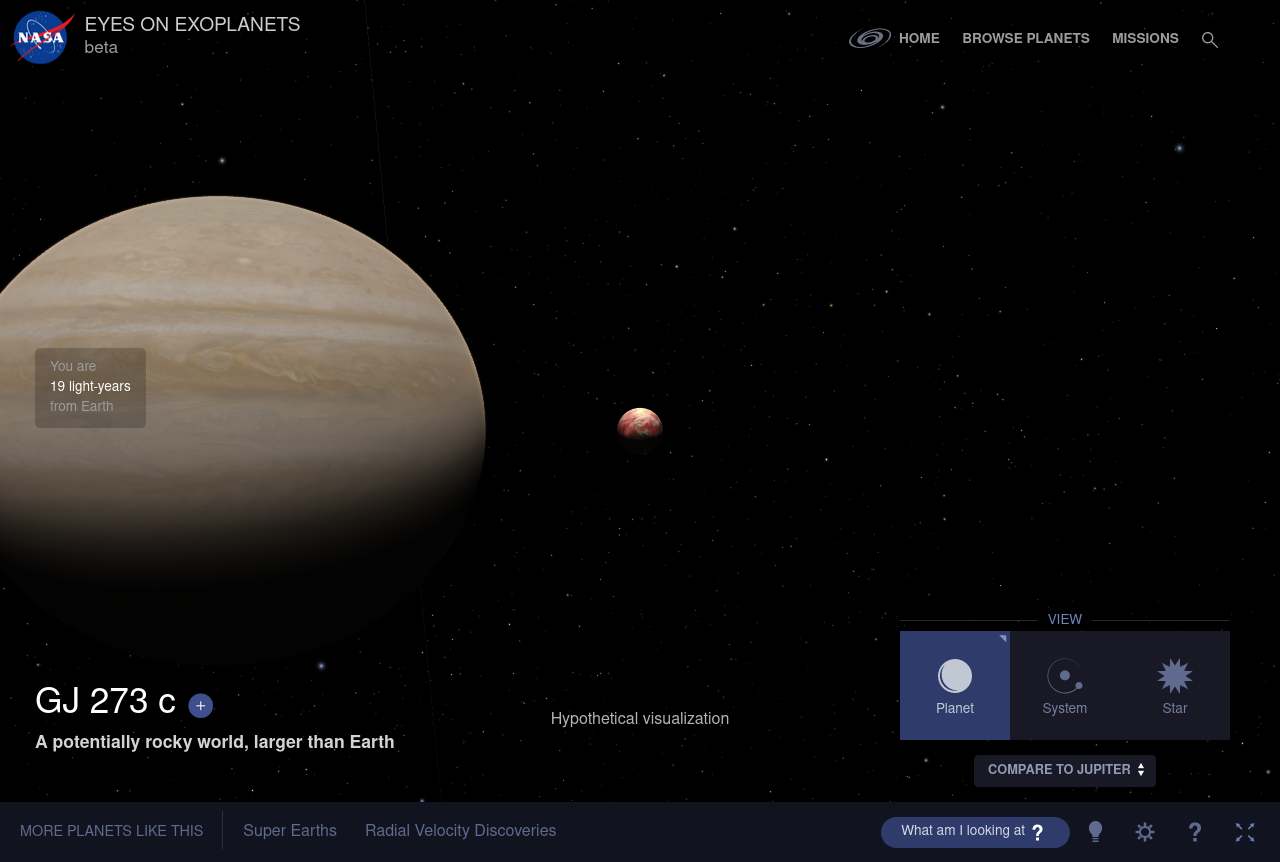 NASA
EYES ON EXOPLANETS
beta
HOME
BROWSE PLANETS
MISSIONS
You are
19 light-years
from Earth
GJ 273 c +
A potentially rocky world, larger than Earth
Hypothetical visualization
VIEW
Planet
System
Star
COMPARE TO JUPITER
MORE PLANETS LIKE THIS
Super Earths
Radial Velocity Discoveries
What am I looking at ?
?